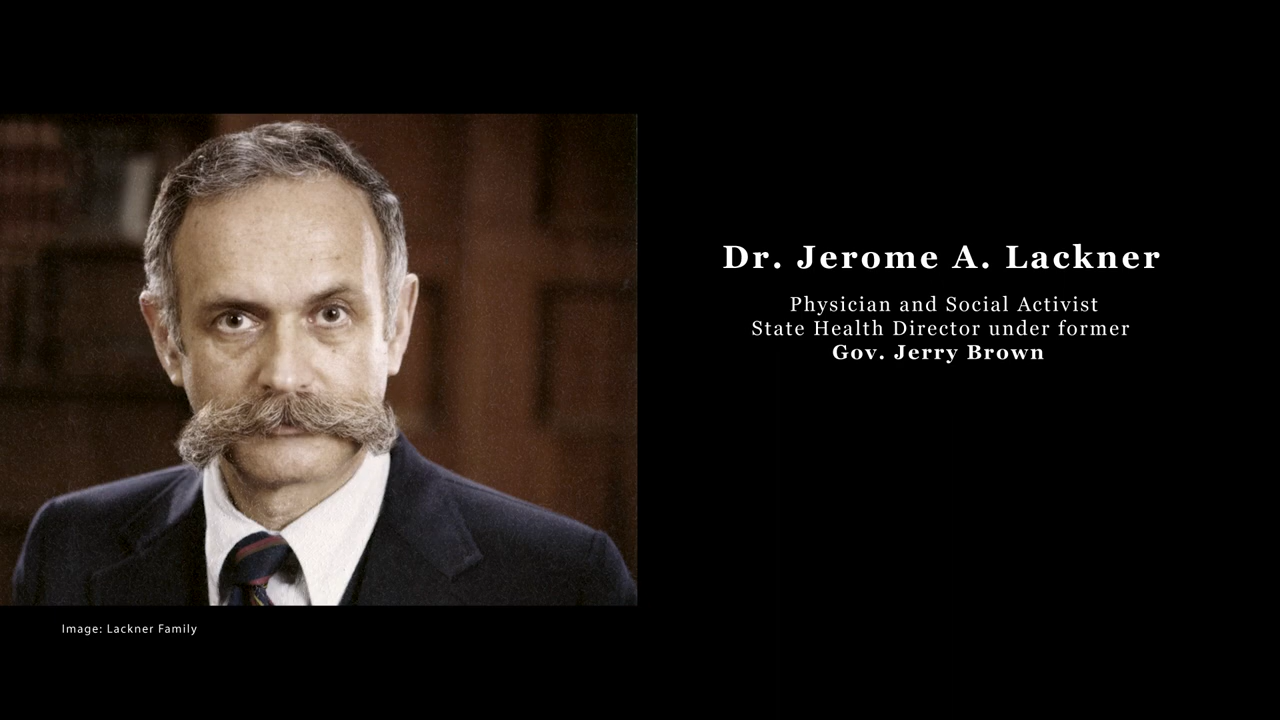 Dr. Jerome A. Lackner
Physician and Social Activist
State Health Director under former
Gov. Jerry Brown
Image: Lackner Family